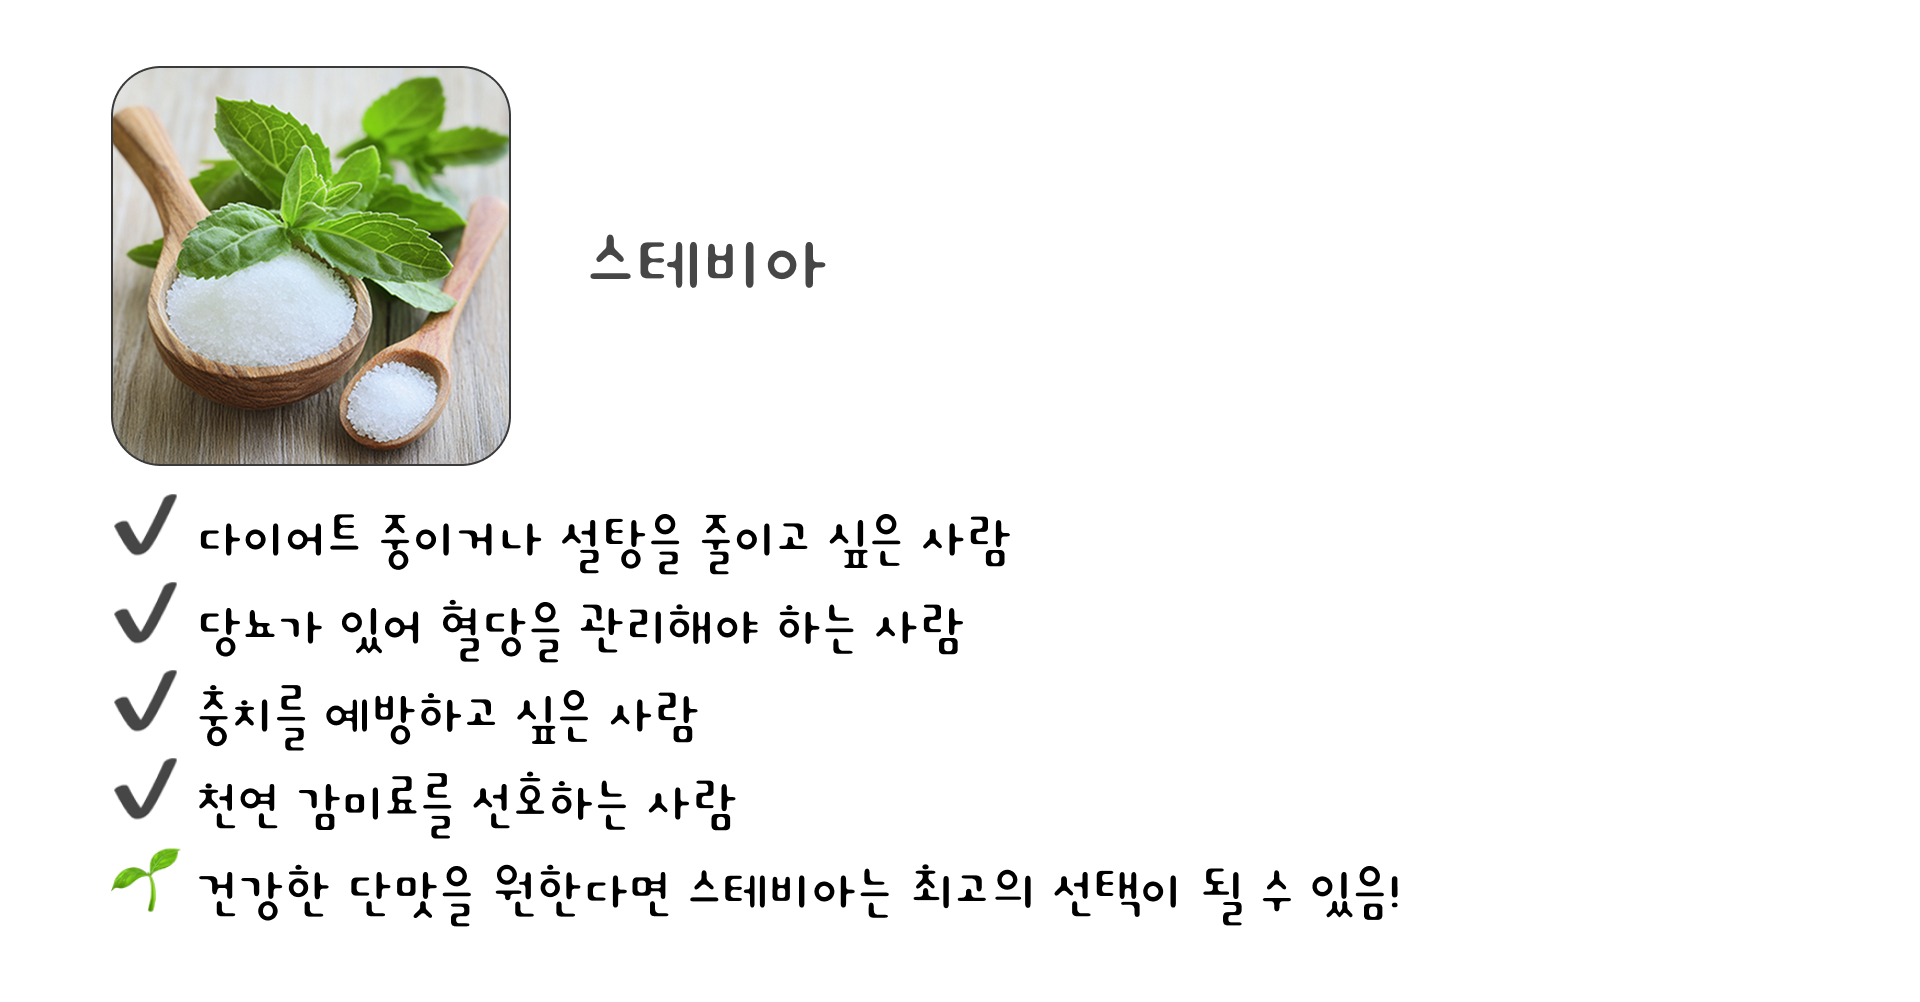 스테비아
✔ 다이어트 중이거나 설탕을 줄이고 싶은 사람
✔ 당뇨가 있어 혈당을 관리해야 하는 사람
✔ 충치를 예방하고 싶은 사람
✔ 천연 감미료를 선호하는 사람
🌱 건강한 단맛을 원한다면 스테비아는 최고의 선택이 될 수 있음!